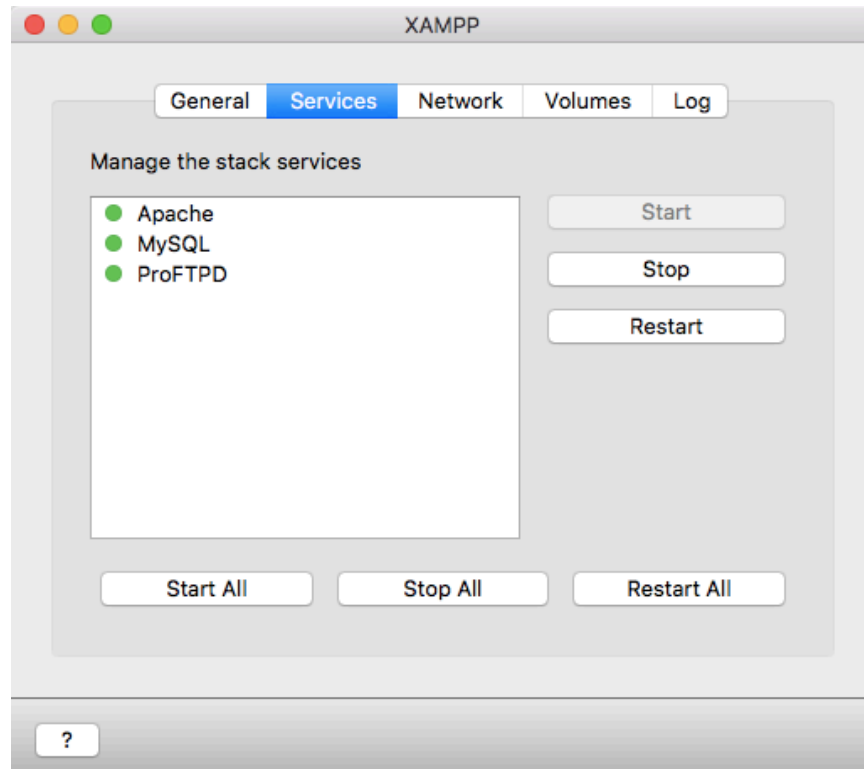 XAMPP
General Services Network Volumes Log
Manage the stack services
Apache
MySQL
ProFTPD
Start
Stop
Restart
Start All Stop All Restart All
?